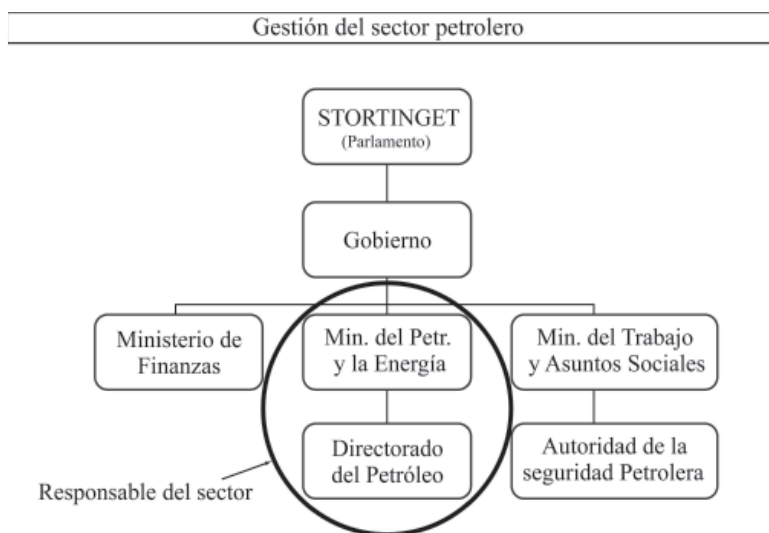 Gestión del sector petrolero
STORTINGET
(Parlamento)
Gobierno
Ministerio de
Finanzas
Min. del Petr.
y la Energía
Min. del Trabajo
y Asuntos Sociales
Directorado
del Petróleo
Autoridad de la
seguridad Petrolera
Responsable del sector